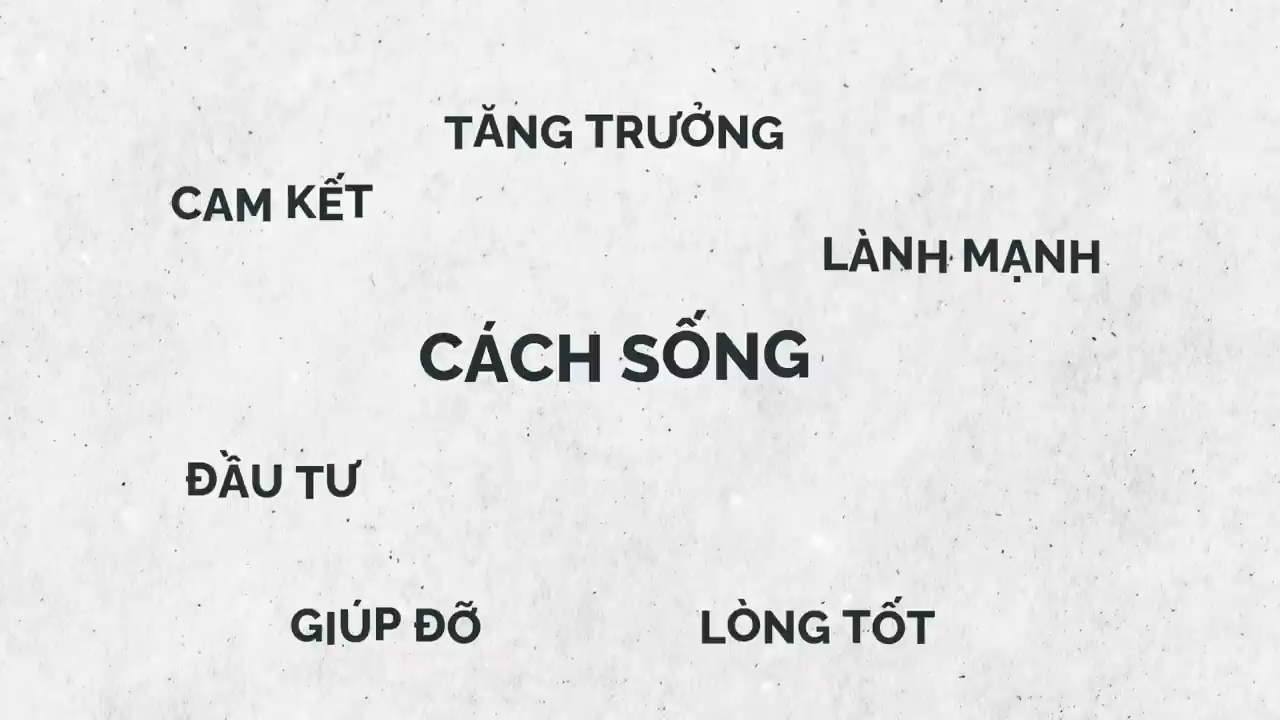 TĂNG TRƯỞNG
CAM KẾT
LÀNH MẠNH
CÁCH SỐNG
ĐẦU TƯ
GIÚP ĐỠ
LÒNG TỐT